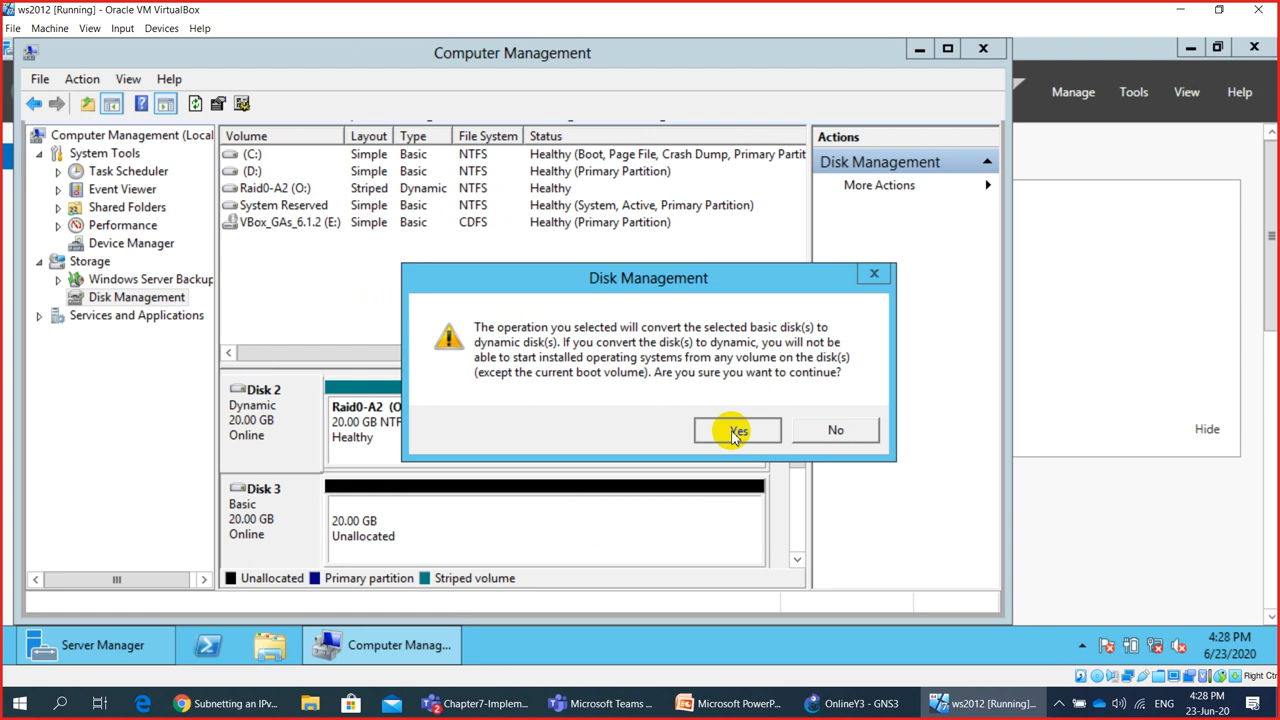 ws2012 [Running] - Oracle VM VirtualBox
File Machine View Input Devices Help
Computer Management
File Action View Help
Manage Tools View Help
Computer Management (Local
System Tools
Task Scheduler
Event Viewer
Shared Folders
Performance
Device Manager
Storage
Windows Server Backup
Disk Management
Services and Applications
Volume Layout Type File System Status
(C:) Simple Basic NTFS Healthy (Boot, Page File, Crash Dump, Primary Partit
(D:) Simple Basic NTFS Healthy (Primary Partition)
Raid0-A2 (O:) Striped Dynamic NTFS Healthy
System Reserved Simple Basic NTFS Healthy (System, Active, Primary Partition)
VBox_GAs_6.1.2 (E:) Simple Basic CDFS Healthy (Primary Partition)
Actions
Disk Management
More Actions
Disk Management
The operation you selected will convert the selected basic disk(s) to
dynamic disk(s). If you convert the disk(s) to dynamic, you will not be
able to start installed operating systems from any volume on the disk(s)
(except the current boot volume). Are you sure you want to continue?
Yes No
Hide
Disk 2
Dynamic
20.00 GB
Online
Raid0-A2 (O
20.00 GB NTF
Healthy
Disk 3
Basic
20.00 GB
Online
20.00 GB
Unallocated
Unallocated Primary partition Striped volume
Server Manager Computer Manag...
4:28 PM
6/23/2020
Right Ctr
Subnetting an IPv... Chapter7-Implem... Microsoft Teams ... Microsoft PowerP... OnlineY3 - GNS3 ws2012 [Running]...
ENG
4:28 PM
23-Jun-20